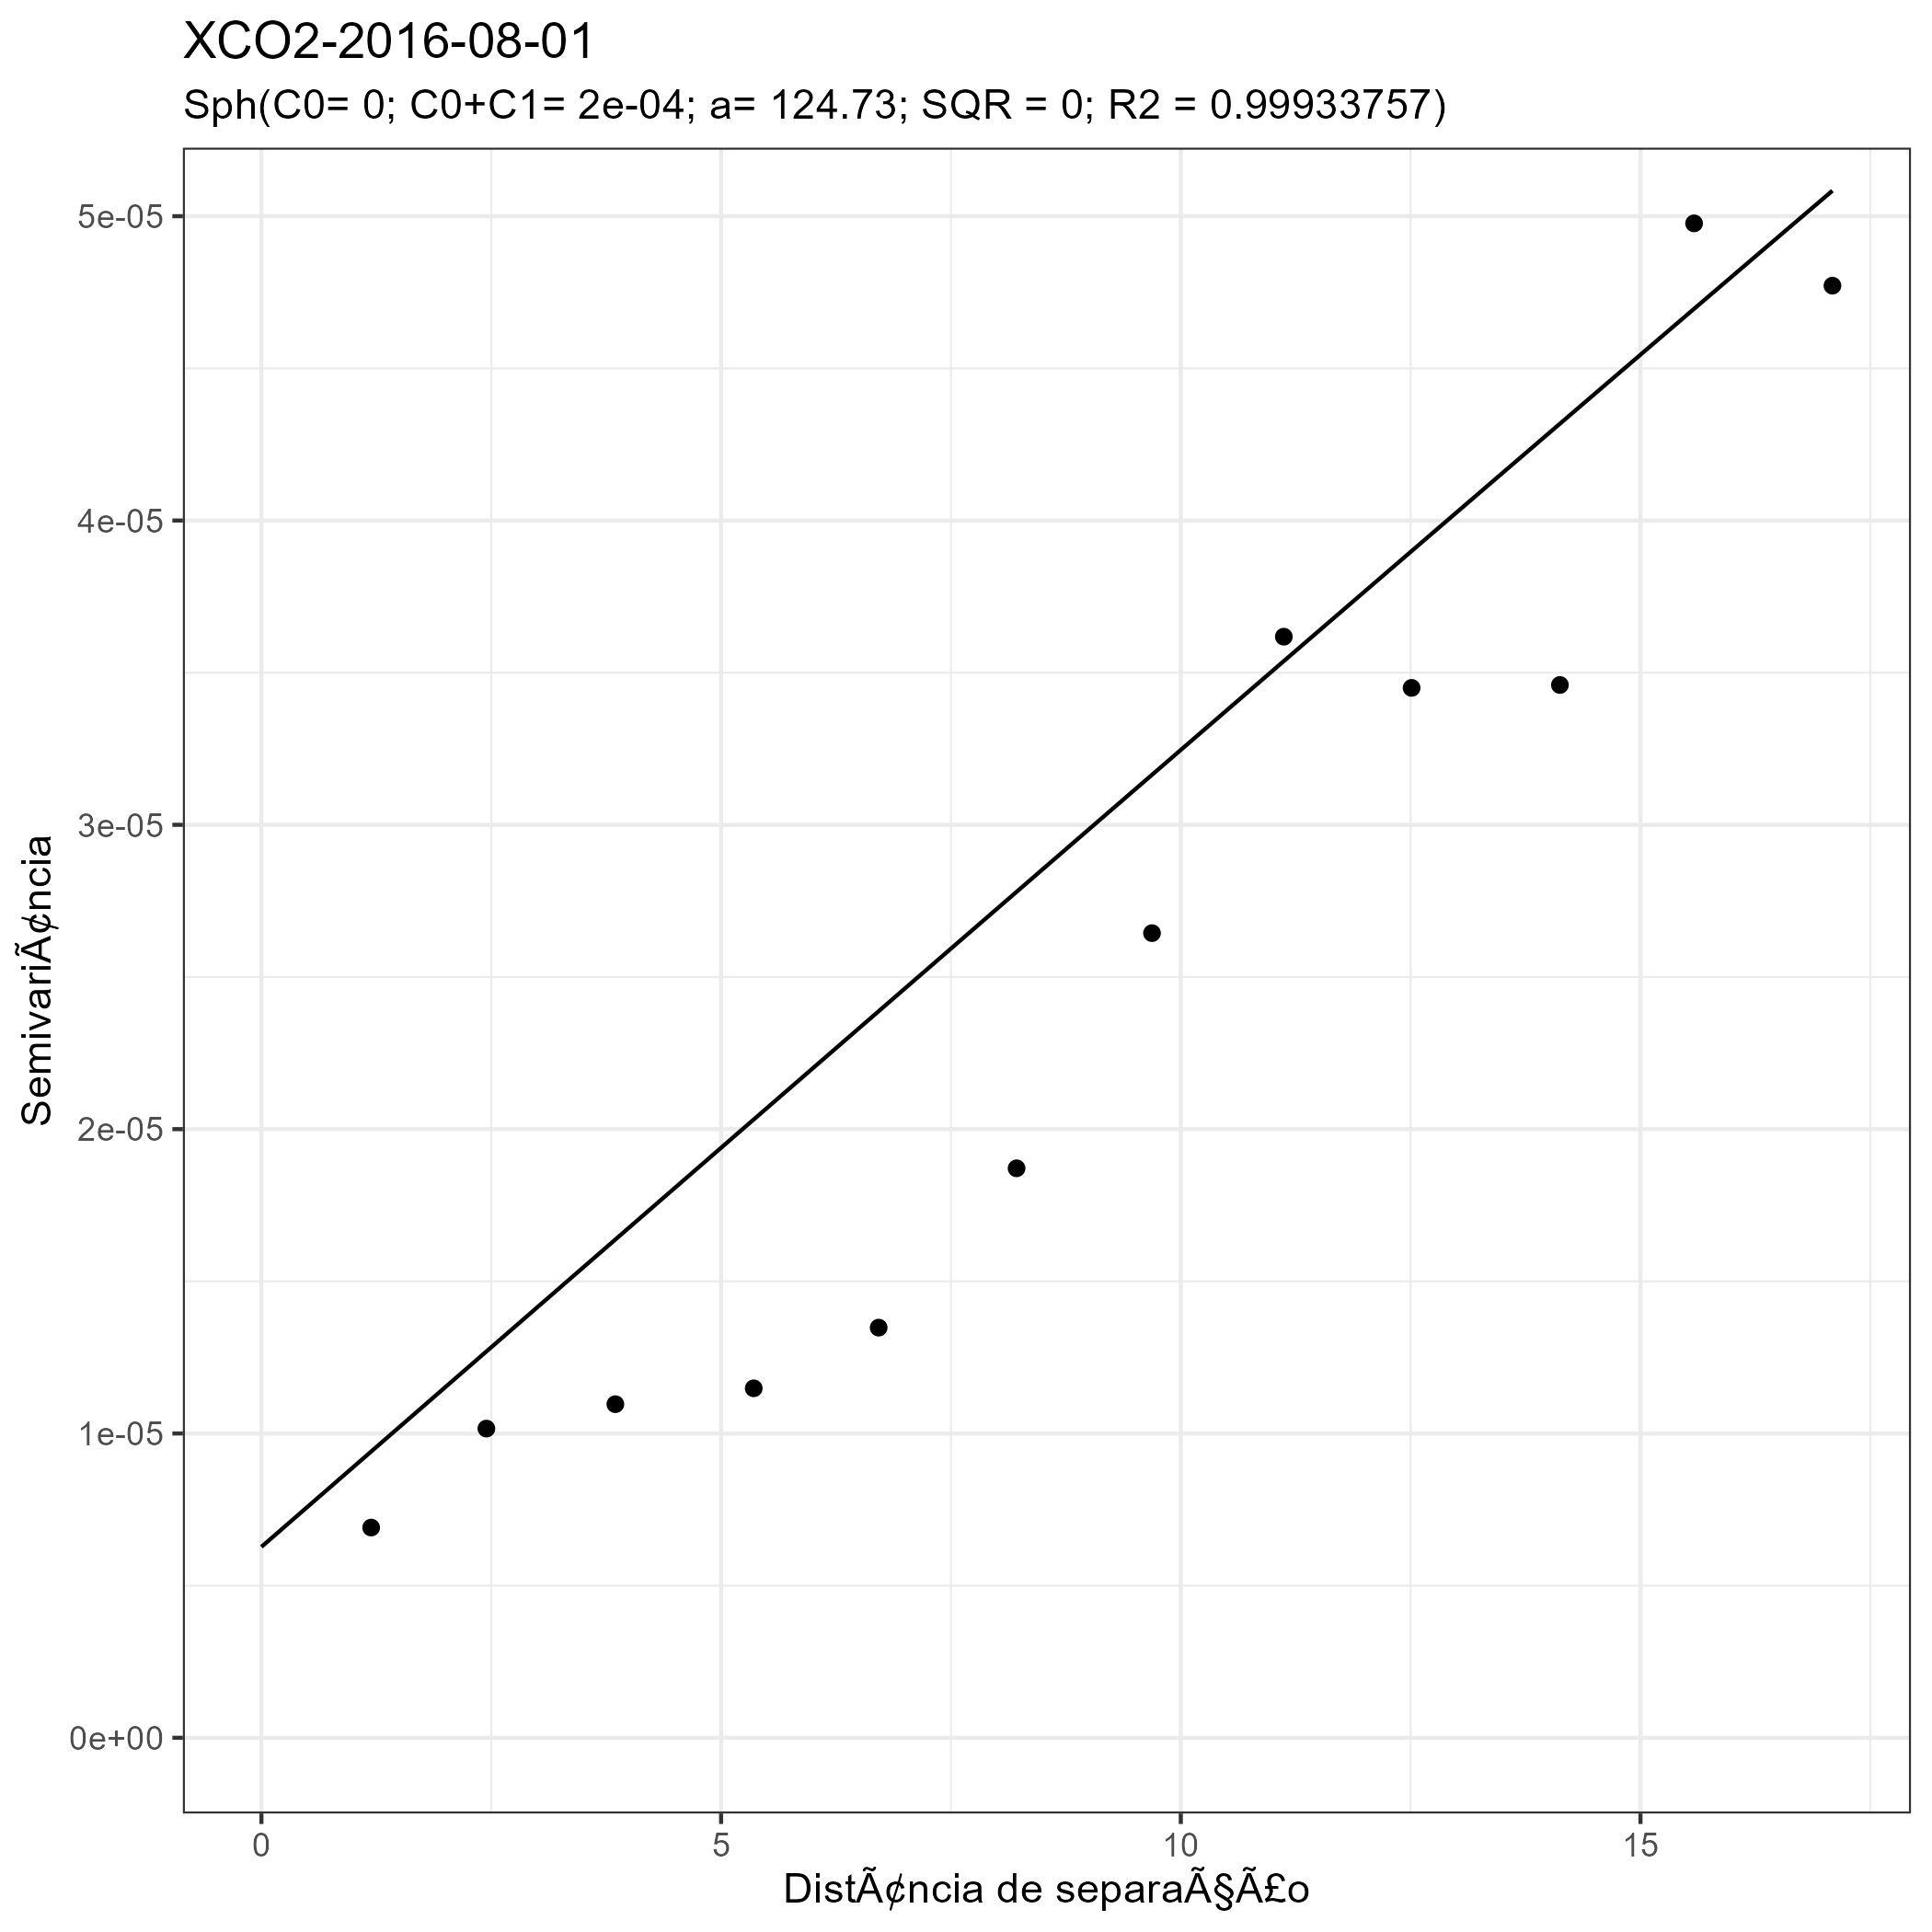 XCO2-2016-08-01
Sph(C0= 0; C0+C1= 2e-04; a= 124.73; SQR = 0; R2 = 0.99933757)
5e-05
4e-05
3e-05
2e-05
1e-05
0e+00
SemivariÃ¢ncia
0 5 10 15
DistÃ¢ncia de separaÃ§Ã£o